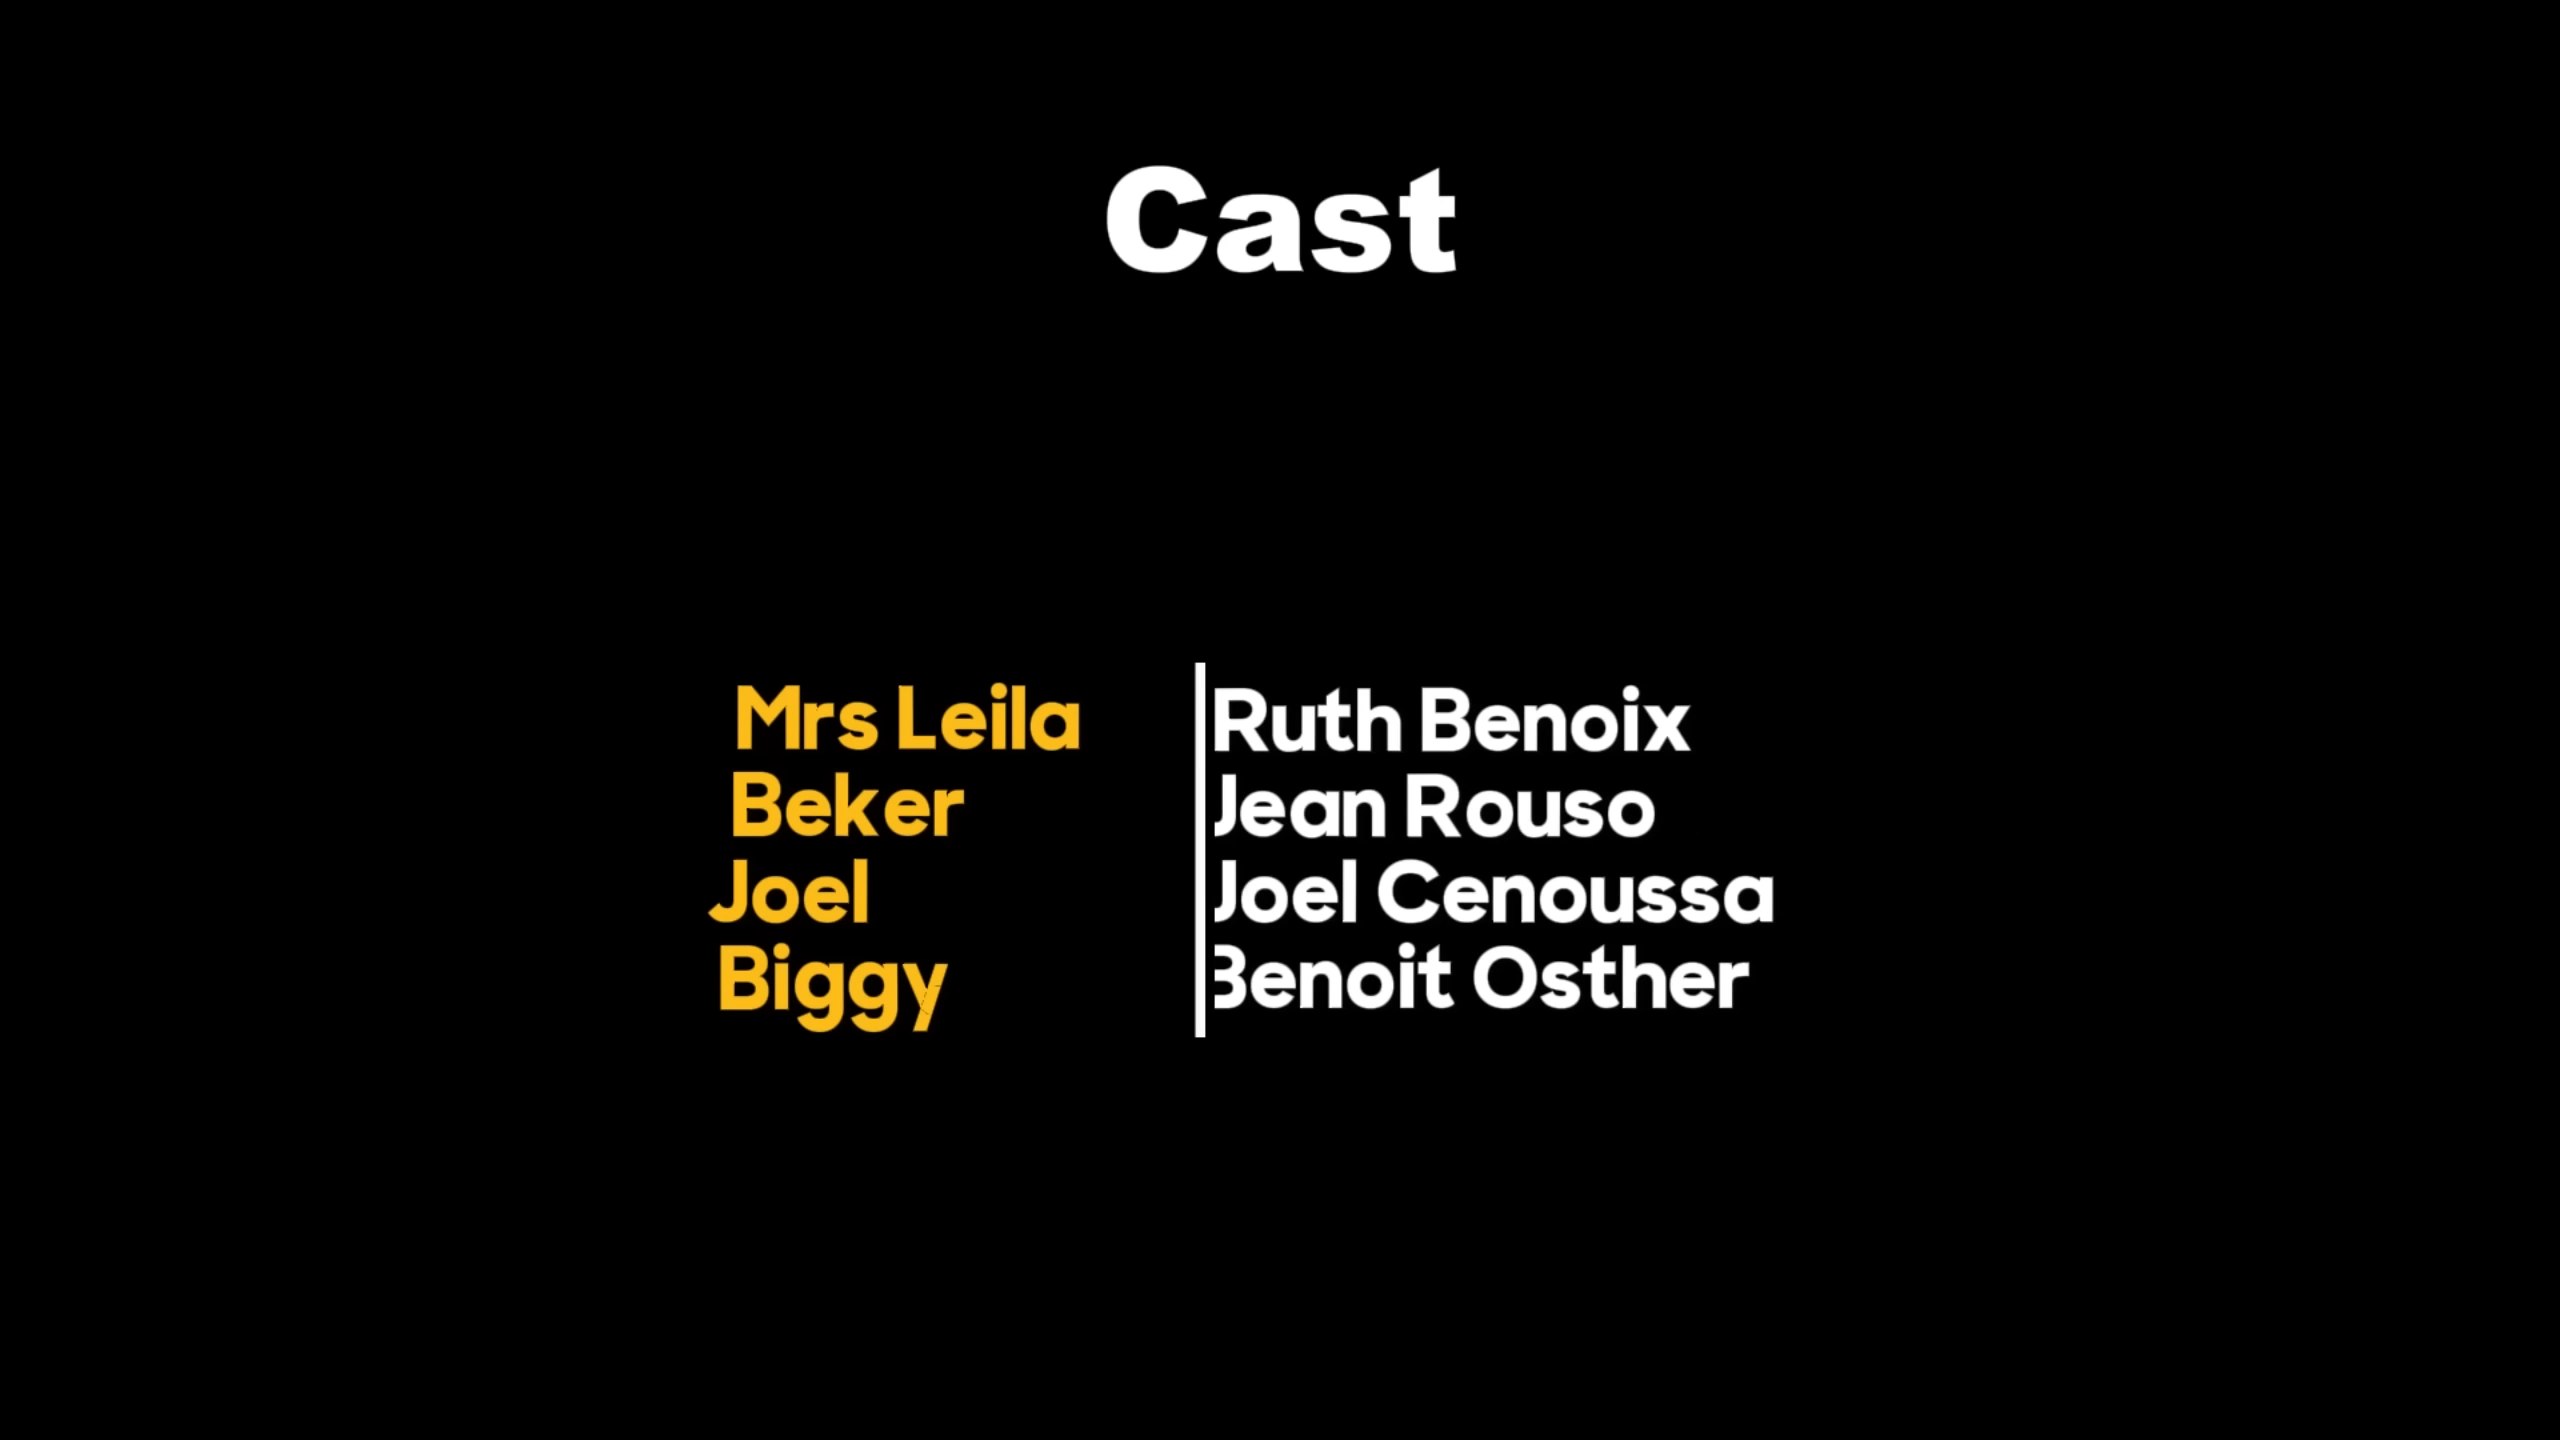 Cast
Mrs Leila Ruth Benoix
Beker Jean Rouso
Joel Joel Cenoussa
Biggy Benoit Osther